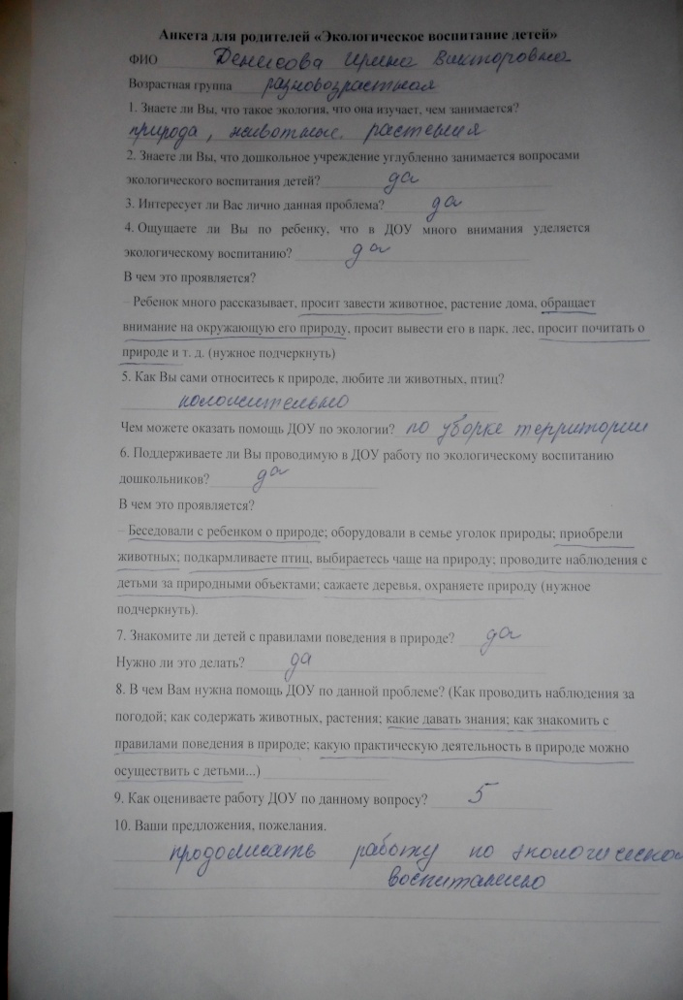 Анкета для родителей «Экологическое воспитание детей»
ФИО Денисова Ирина Викторовна
Возрастная группа разновозрастная
1. Знаете ли Вы, что такое экология, что она изучает, чем занимается?
природа, животные. растения
2. Знаете ли Вы, что дошкольное учреждение углубленно занимается вопросами
экологического воспитания детей? да
3. Интересует ли Вас лично данная проблема? да
4. Ощущаете ли Вы по ребенку, что в ДОУ много внимания уделяется
экологическому воспитанию? да
В чем это проявляется?
– Ребенок много рассказывает, просит завести животное, растение дома, обращает
внимание на окружающую его природу, просит вывести его в парк, лес, просит почитать о
природе и т. д. (нужное подчеркнуть)
5. Как Вы сами относитесь к природе, любите ли животных, птиц?
положительно
Чем можете оказать помощь ДОУ по экологии? по уборке территории
6. Поддерживаете ли Вы проводимую в ДОУ работу по экологическому воспитанию
дошкольников? да
В чем это проявляется?
– Беседовали с ребенком о природе; оборудовали в семье уголок природы; приобрели
животных; подкармливаете птиц, выбираетесь чаще на природу; проводите наблюдения с
детьми за природными объектами; сажаете деревья, охраняете природу (нужное
подчеркнуть).
7. Знакомите ли детей с правилами поведения в природе? да
Нужно ли это делать? да
8. В чем Вам нужна помощь ДОУ по данной проблеме? (Как проводить наблюдения за
погодой; как содержать животных, растения; какие давать знания; как знакомить с
правилами поведения в природе; какую практическую деятельность в природе можно
осуществить с детьми...)
9. Как оцениваете работу ДОУ по данному вопросу? 5
10. Ваши предложения, пожелания.
продолжать работу по экологическо
воспитанию